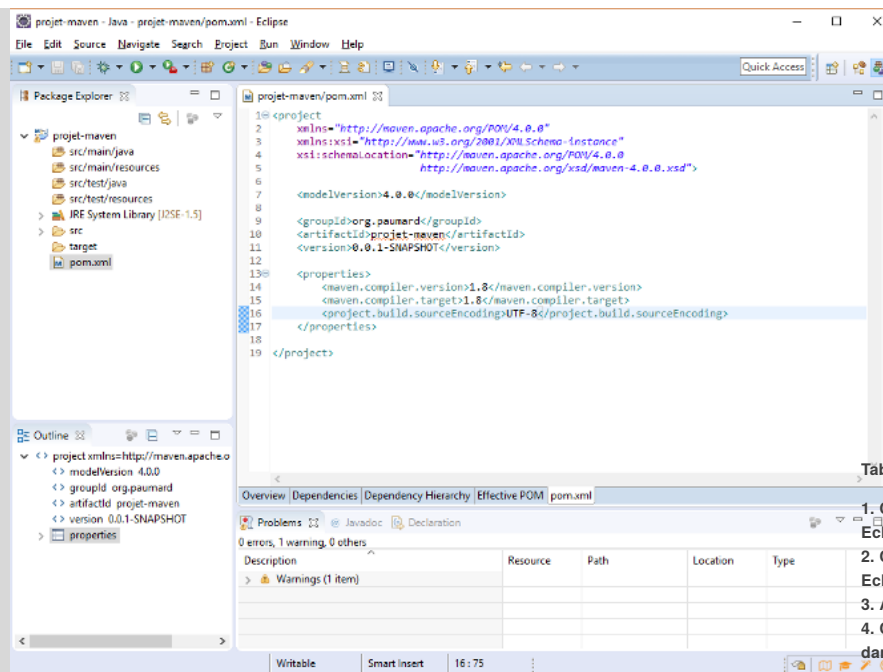 projet-maven - Java - projet-maven/pom.xml - Eclipse
File Edit Source Navigate Search Project Run Window Help
Quick Access
Package Explorer
projet-maven
src/main/java
src/main/resources
src/test/java
src/test/resources
JRE System Library [J2SE-1.5]
src
target
pom.xml
projet-maven/pom.xml
1 <project
2 xmlns="http://maven.apache.org/POM/4.0.0"
3 xmlns:xsi="http://www.w3.org/2001/XMLSchema-instance"
4 xsi:schemaLocation="http://maven.apache.org/POM/4.0.0
5 http://maven.apache.org/xsd/maven-4.0.0.xsd">
6
7 <modelVersion>4.0.0</modelVersion>
8
9 <groupId>org.paumard</groupId>
10 <artifactId>projet-maven</artifactId>
11 <version>0.0.1-SNAPSHOT</version>
12
13 <properties>
14 <maven.compiler.version>1.8</maven.compiler.version>
15 <maven.compiler.target>1.8</maven.compiler.target>
16 <project.build.sourceEncoding>UTF-8</project.build.sourceEncoding>
17 </properties>
18
19 </project>
Overview Dependencies Dependency Hierarchy Effective POM pom.xml
Outline
project xmlns=http://maven.apache.o
modelVersion 4.0.0
groupId org.paumard
artifactId projet-maven
version 0.0.1-SNAPSHOT
properties
Problems Javadoc Declaration
0 errors, 1 warning, 0 others
Description Resource Path Location Type
Warnings (1 item)
Writable Smart Insert 16 : 75
Tab
1. C
Ecl
2. C
Ecl
3. A
4. C
dar